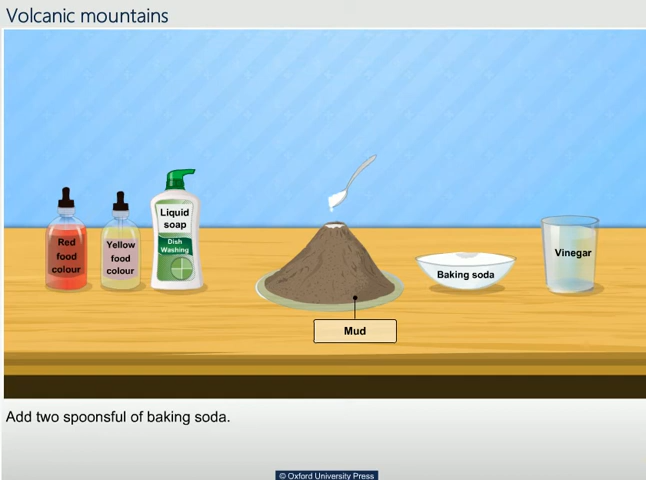 Volcanic mountains
Red
food
colour
Yellow
food
colour
Liquid
soap
Dish
Washing
Baking soda
Vinegar
Mud
Add two spoonsful of baking soda.
© Oxford University Press